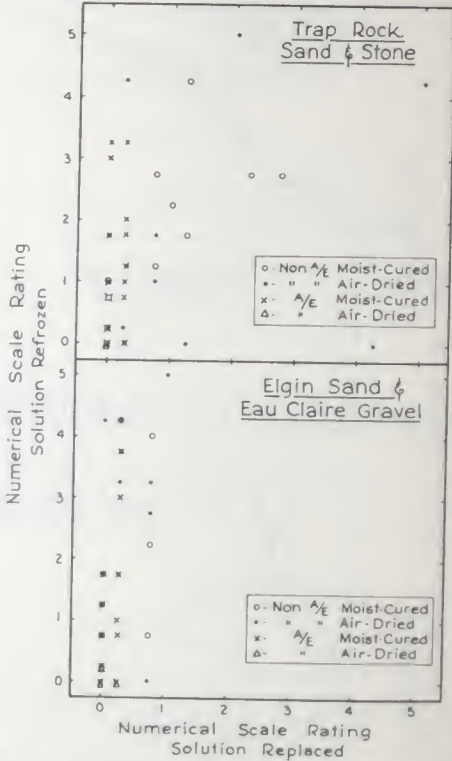 Trap Rock
Sand & Stone
5
4
3
2
1
0
o - Non A/E Moist-Cured
• - " " Air-Dried
x - A/E Moist-Cured
△ - " Air-Dried
Elgin Sand &
Eau Claire Gravel
5
4
3
2
1
0
o - Non A/E Moist-Cured
• - " " Air-Dried
x - A/E Moist-Cured
△ - " Air-Dried
0 1 2 3 4 5
Numerical Scale Rating
Solution Refrozen
Numerical Scale Rating
Solution Replaced